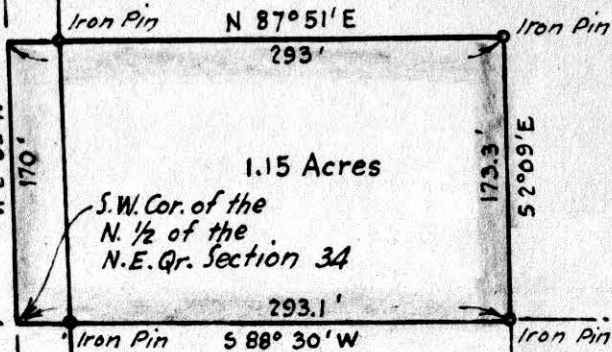 Iron Pin
N 87°51'E
Iron Pin
293'
170'
1.15 Acres
173.3'
S 2°09'E
S.W. Cor. of the
N. 1/2 of the
N.E. Qr. Section 34
293.1'
Iron Pin
S 88° 30' W
Iron Pin